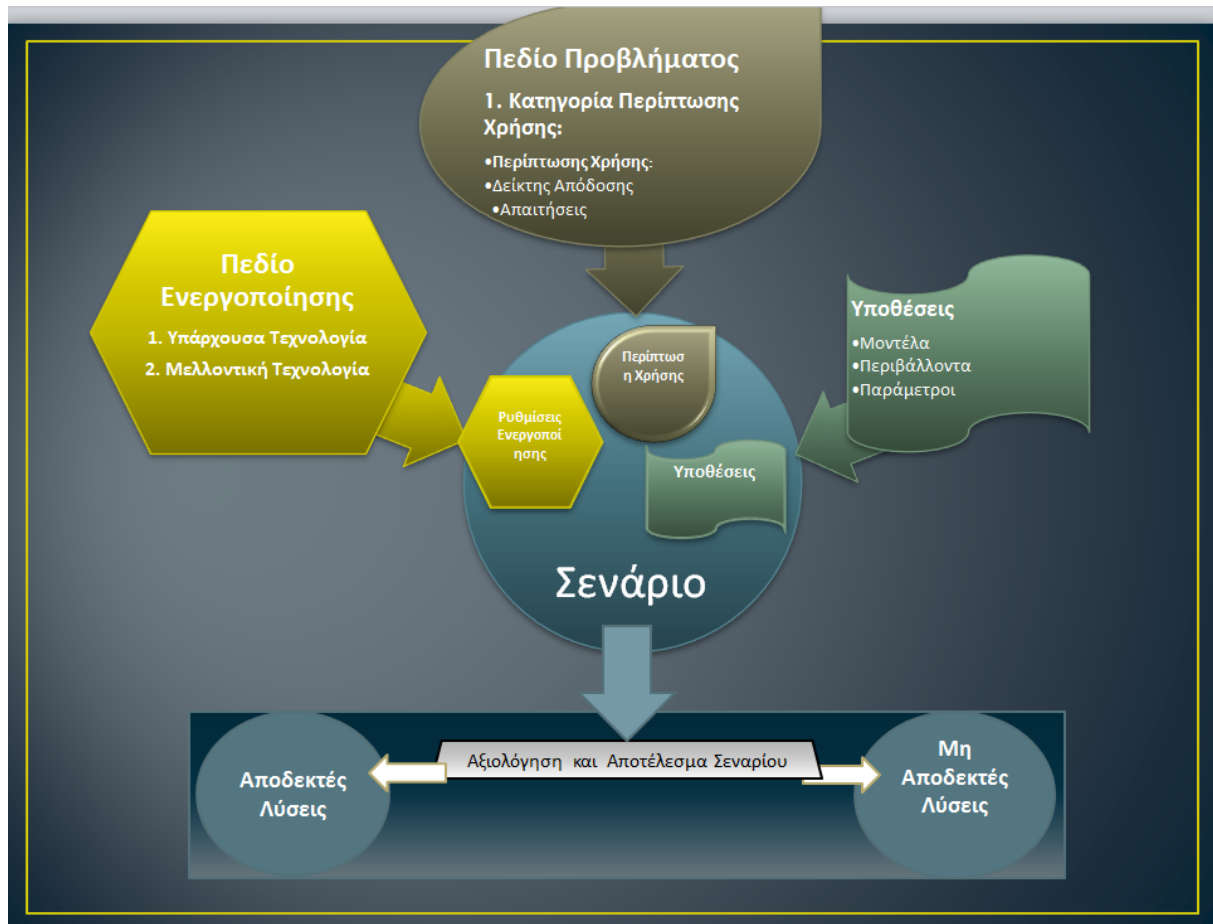 Πεδίο Προβλήματος
1. Κατηγορία Περίπτωσης
Χρήσης:
•Περίπτωσης Χρήσης:
•Δείκτης Απόδοσης
•Απαιτήσεις
Πεδίο
Ενεργοποίησης
1. Υπάρχουσα Τεχνολογία
2. Μελλοντική Τεχνολογία
Υποθέσεις
•Μοντέλα
•Περιβάλλοντα
•Παράμετροι
Περίπτωσ
η Χρήσης
Ρυθμίσεις
Ενεργοποί
ησης
Υποθέσεις
Σενάριο
Αξιολόγηση και Αποτέλεσμα Σεναρίου
Αποδεκτές
Λύσεις
Μη
Αποδεκτές
Λύσεις